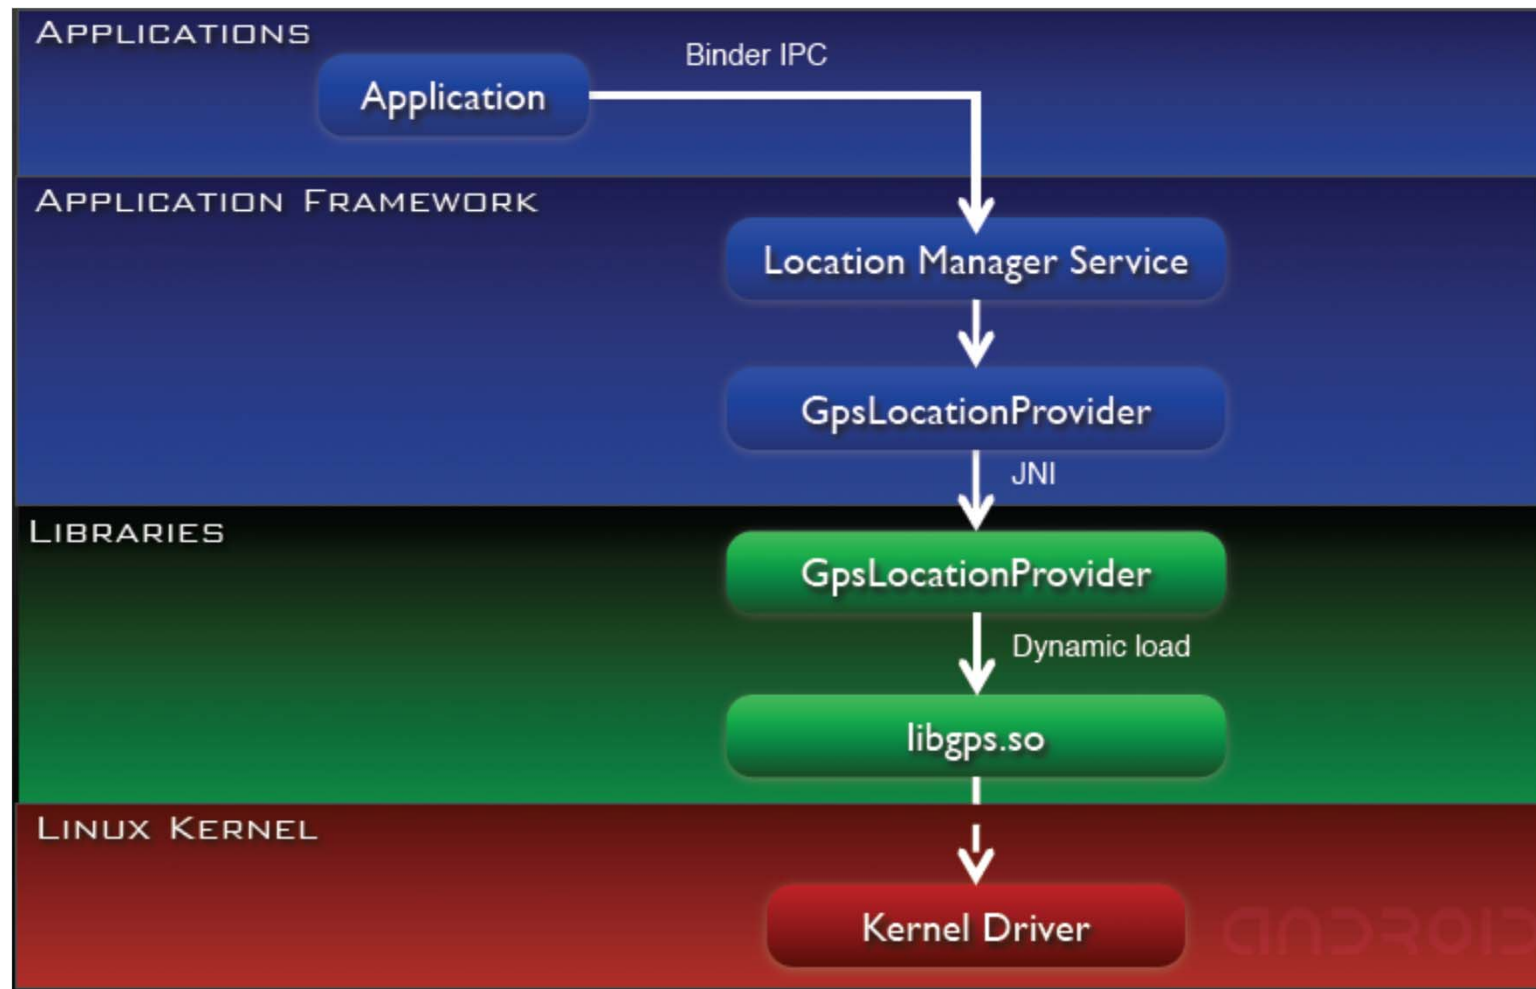 APPLICATIONS
Binder IPC
Application
APPLICATION FRAMEWORK
Location Manager Service
GpsLocationProvider
JNI
LIBRARIES
GpsLocationProvider
Dynamic load
libgps.so
LINUX KERNEL
Kernel Driver
ANDROID